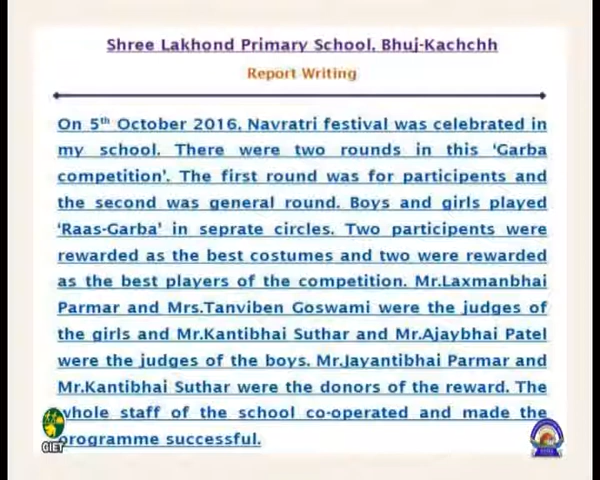 Shree Lakhond Primary School, Bhuj-Kachchh
Report Writing
On 5th October 2016, Navratri festival was celebrated in
my school. There were two rounds in this ‘Garba
competition’. The first round was for participants and
the second was general round. Boys and girls played
‘Raas-Garba’ in seprate circles. Two participants were
rewarded as the best costumes and two were rewarded
as the best players of the competition. Mr.Laxmanbhai
Parmar and Mrs.Tanviben Goswami were the judges of
the girls and Mr.Kantibhai Suthar and Mr.Ajaybhai Patel
were the judges of the boys. Mr.Jayantibhai Parmar and
Mr.Kantibhai Suthar were the donors of the reward. The
whole staff of the school co-operated and made the
programme successful.
CIET